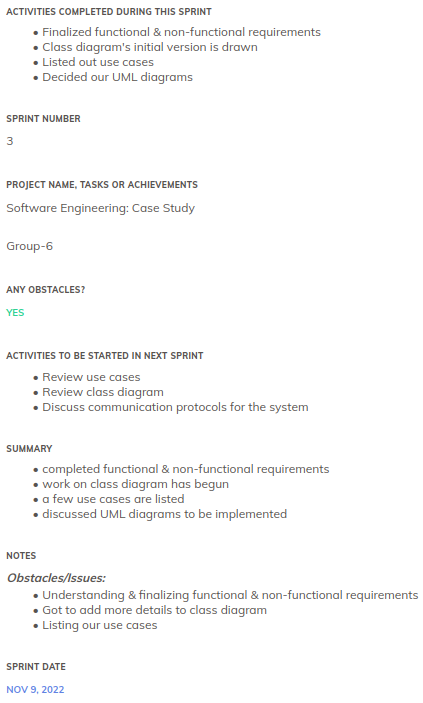 ACTIVITIES COMPLETED DURING THIS SPRINT
• Finalized functional & non-functional requirements
• Class diagram's initial version is drawn
• Listed out use cases
• Decided our UML diagrams
SPRINT NUMBER
3
PROJECT NAME, TASKS OR ACHIEVEMENTS
Software Engineering: Case Study
Group-6
ANY OBSTACLES?
YES
ACTIVITIES TO BE STARTED IN NEXT SPRINT
• Review use cases
• Review class diagram
• Discuss communication protocols for the system
SUMMARY
• completed functional & non-functional requirements
• work on class diagram has begun
• a few use cases are listed
• discussed UML diagrams to be implemented
NOTES
Obstacles/Issues:
• Understanding & finalizing functional & non-functional requirements
• Got to add more details to class diagram
• Listing our use cases
SPRINT DATE
NOV 9, 2022